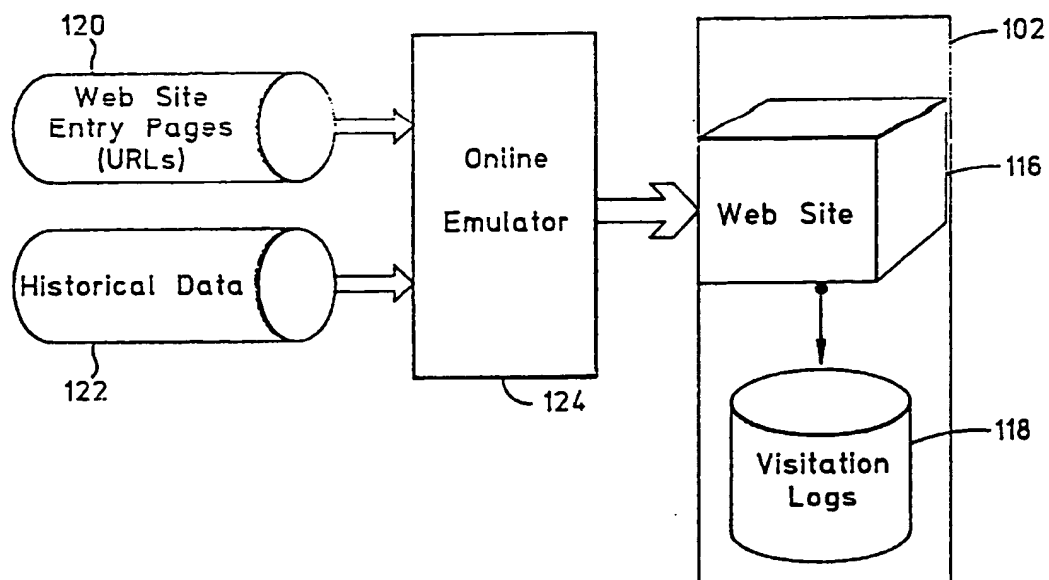 120
Web Site
Entry Pages
(URLs)
Historical Data
122
Online
Emulator
124
102
Web Site
116
Visitation
Logs
118